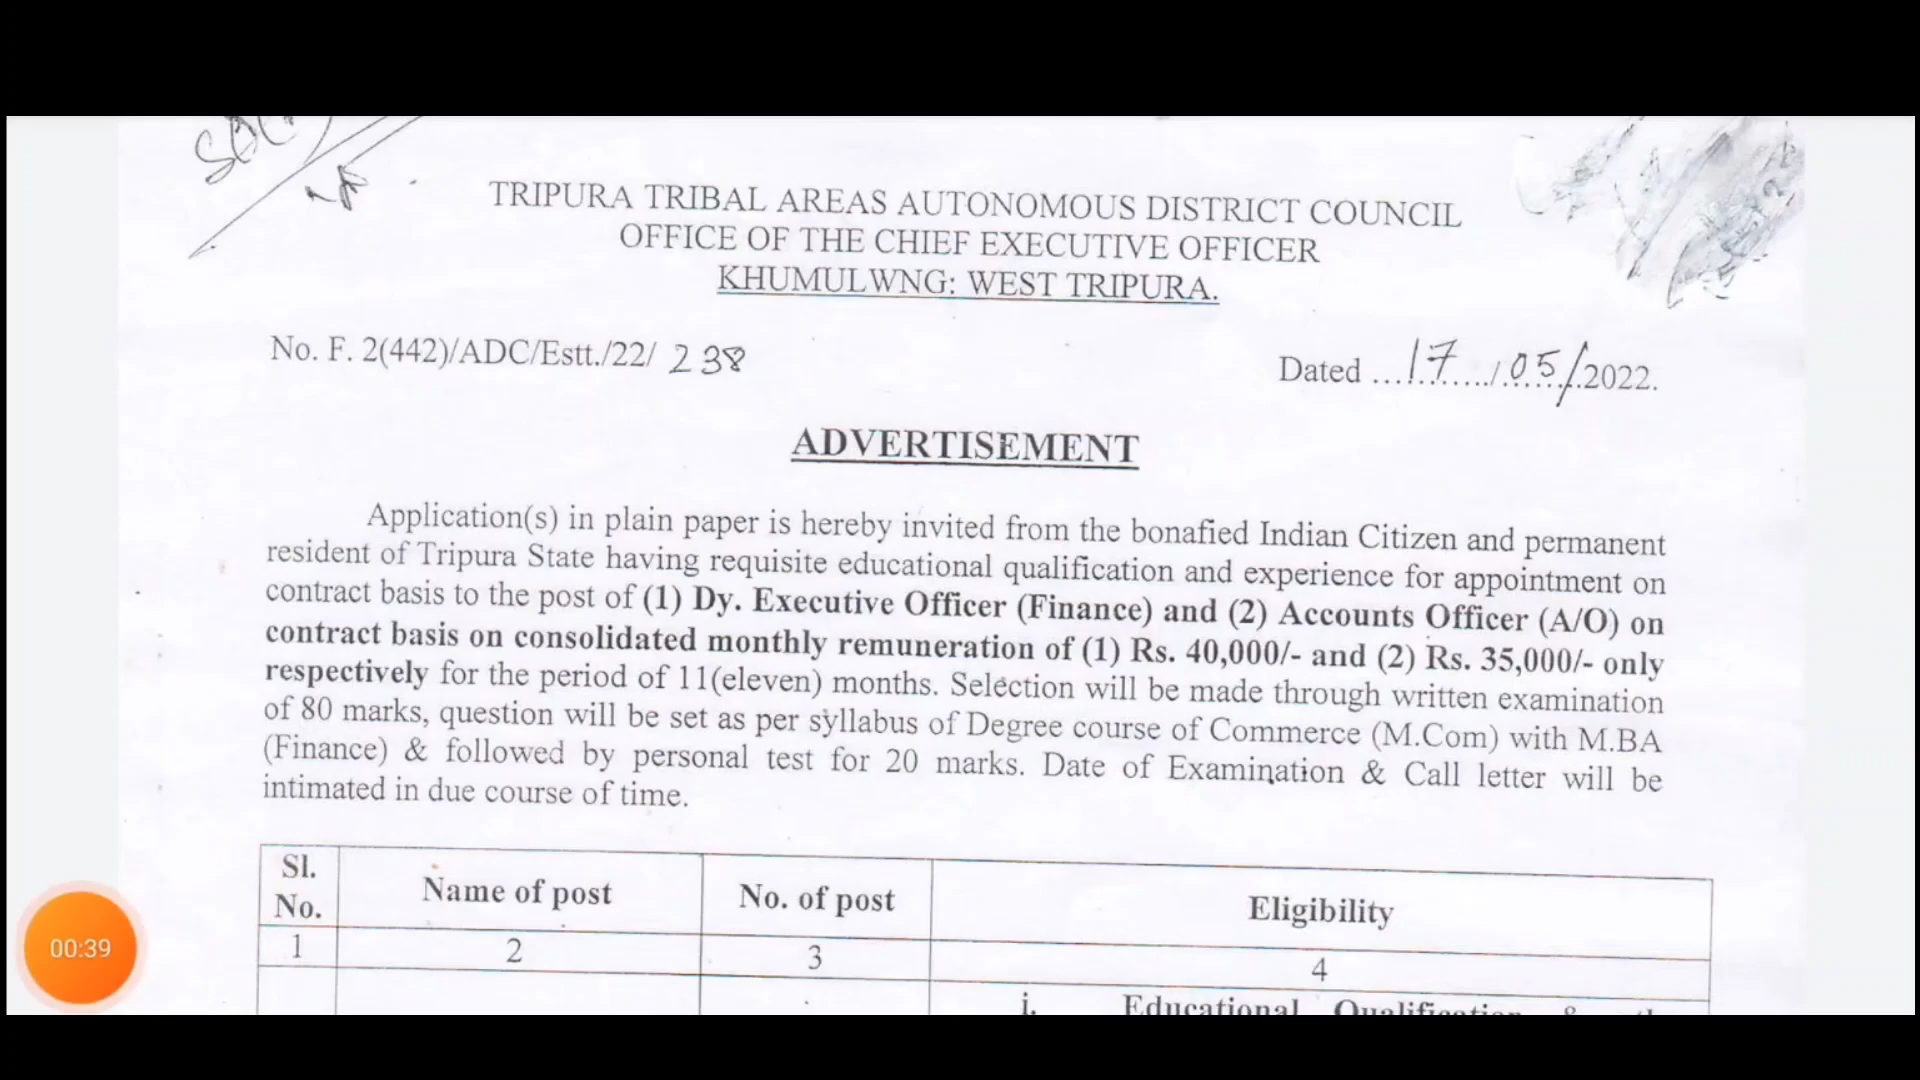 TRIPURA TRIBAL AREAS AUTONOMOUS DISTRICT COUNCIL
OFFICE OF THE CHIEF EXECUTIVE OFFICER
KHUMULWNG: WEST TRIPURA.
No. F. 2(442)/ADC/Estt./22/ 238
Dated ...17......./.05/..2022.
ADVERTISEMENT
Application(s) in plain paper is hereby invited from the bonafied Indian Citizen and permanent
resident of Tripura State having requisite educational qualification and experience for appointment on
contract basis to the post of (1) Dy. Executive Officer (Finance) and (2) Accounts Officer (A/O) on
contract basis on consolidated monthly remuneration of (1) Rs. 40,000/- and (2) Rs. 35,000/- only
respectively for the period of 11(eleven) months. Selection will be made through written examination
of 80 marks, question will be set as per syllabus of Degree course of Commerce (M.Com) with M.BA
(Finance) & followed by personal test for 20 marks. Date of Examination & Call letter will be
intimated in due course of time.
Sl. No.
Name of post
No. of post
Eligibility
1
2
3
4
i. Educational Qualification
00:39